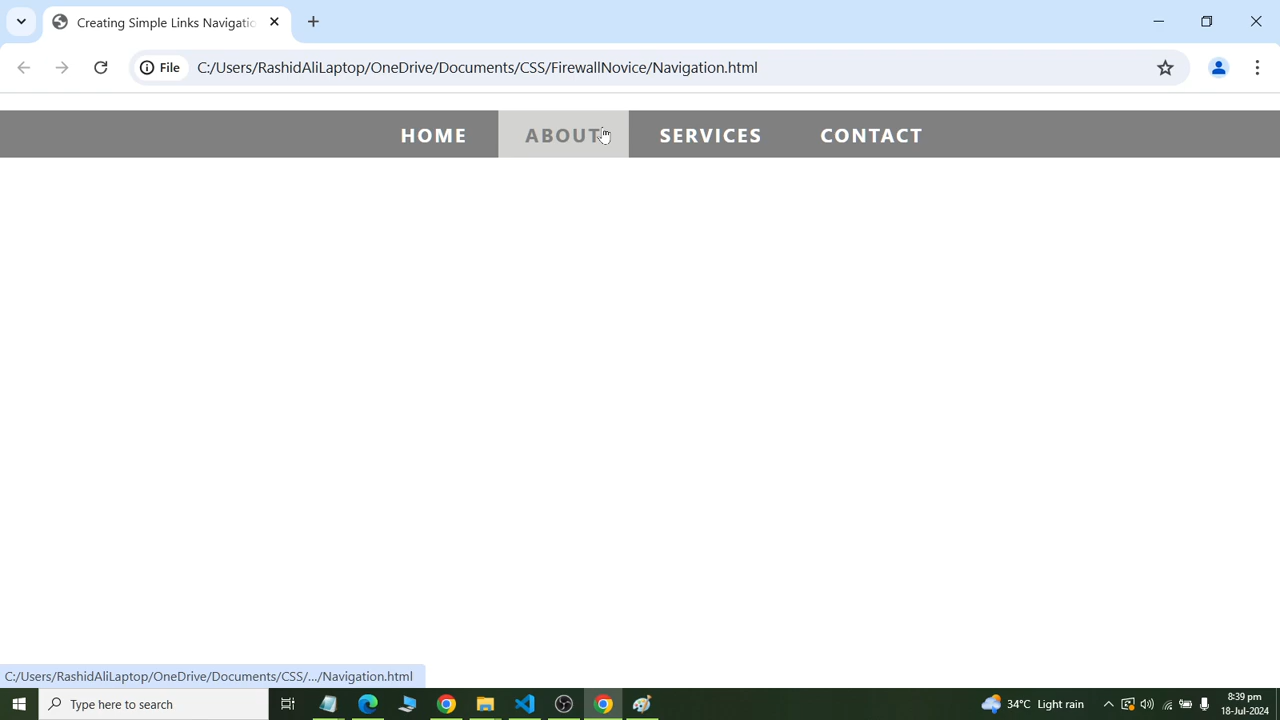 Creating Simple Links Navigatio
File
C:/Users/RashidAliLaptop/OneDrive/Documents/CSS/FirewallNovice/Navigation.html
HOME ABOUT SERVICES CONTACT
C:/Users/RashidAliLaptop/OneDrive/Documents/CSS/.../Navigation.html
Type here to search
34°C Light rain
8:39 pm
18-Jul-2024